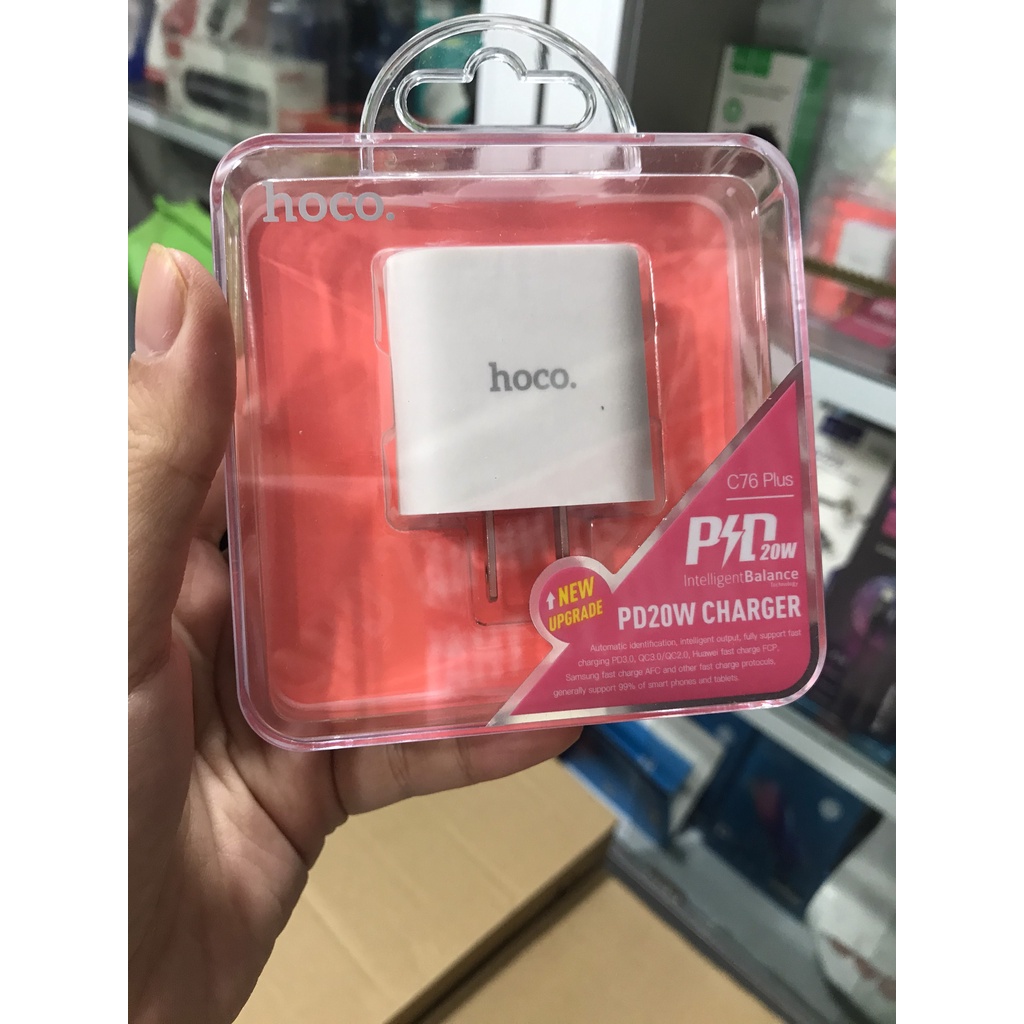 hoco.
hoco.
C76 Plus
PD 20W
IntelligentBalance
Technology
NEW
UPGRADE
PD20W CHARGER
Automatic identification, intelligent output, fully support fast
charging PD3.0, QC3.0/QC2.0, Huawei fast charge FCP,
Samsung fast charge AFC and other fast charge protocols,
generally support 99% of smart phones and tablets.